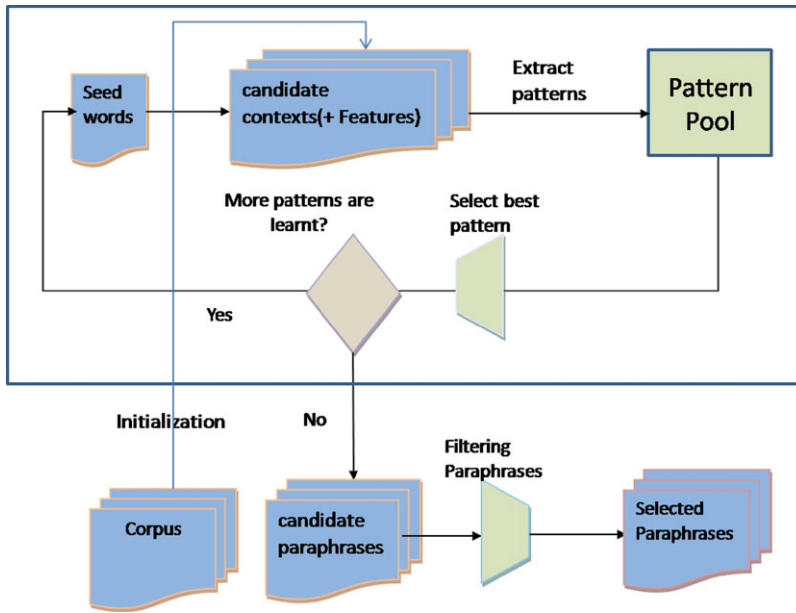 Seed
words
candidate
contexts(+ Features)
Extract
patterns
Pattern
Pool
More patterns are
learnt?
Select best
pattern
Yes
Initialization
No
Filtering
Paraphrases
Corpus
candidate
paraphrases
Selected
Paraphrases